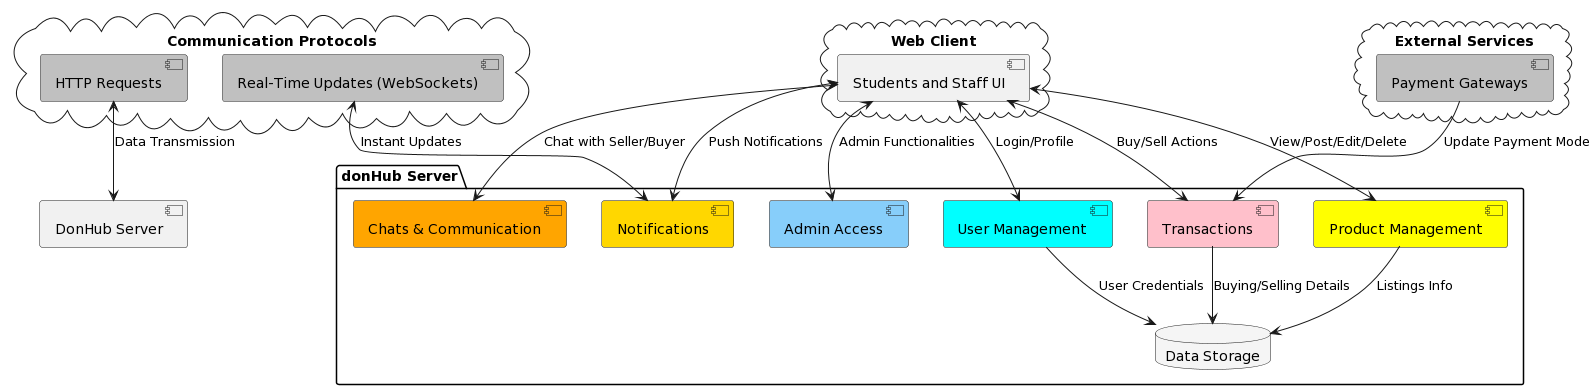 Communication Protocols
Web Client
External Services
HTTP Requests
Real-Time Updates (WebSockets)
Students and Staff UI
Payment Gateways
Data Transmission
Instant Updates
Chat with Seller/Buyer
Push Notifications
Admin Functionalities
Login/Profile
Buy/Sell Actions
View/Post/Edit/Delete
Update Payment Mode
donHub Server
DonHub Server
Chats & Communication
Notifications
Admin Access
User Management
Transactions
Product Management
User Credentials
Buying/Selling Details
Listings Info
Data Storage